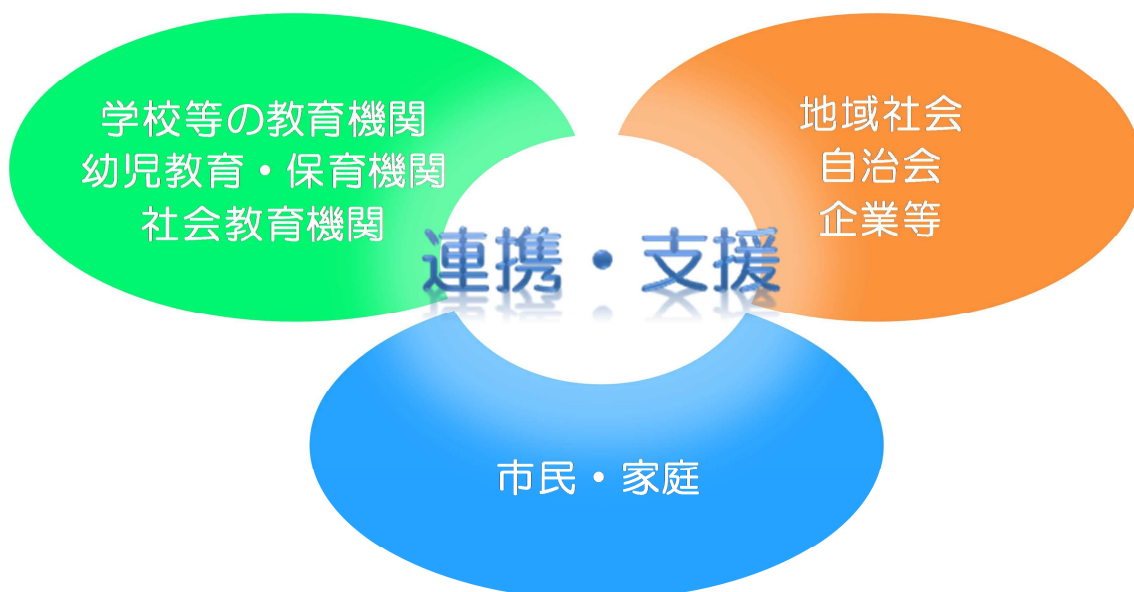 学校等の教育機関
幼児教育・保育機関
社会教育機関
地域社会
自治会
企業等
連携・支援
市民・家庭